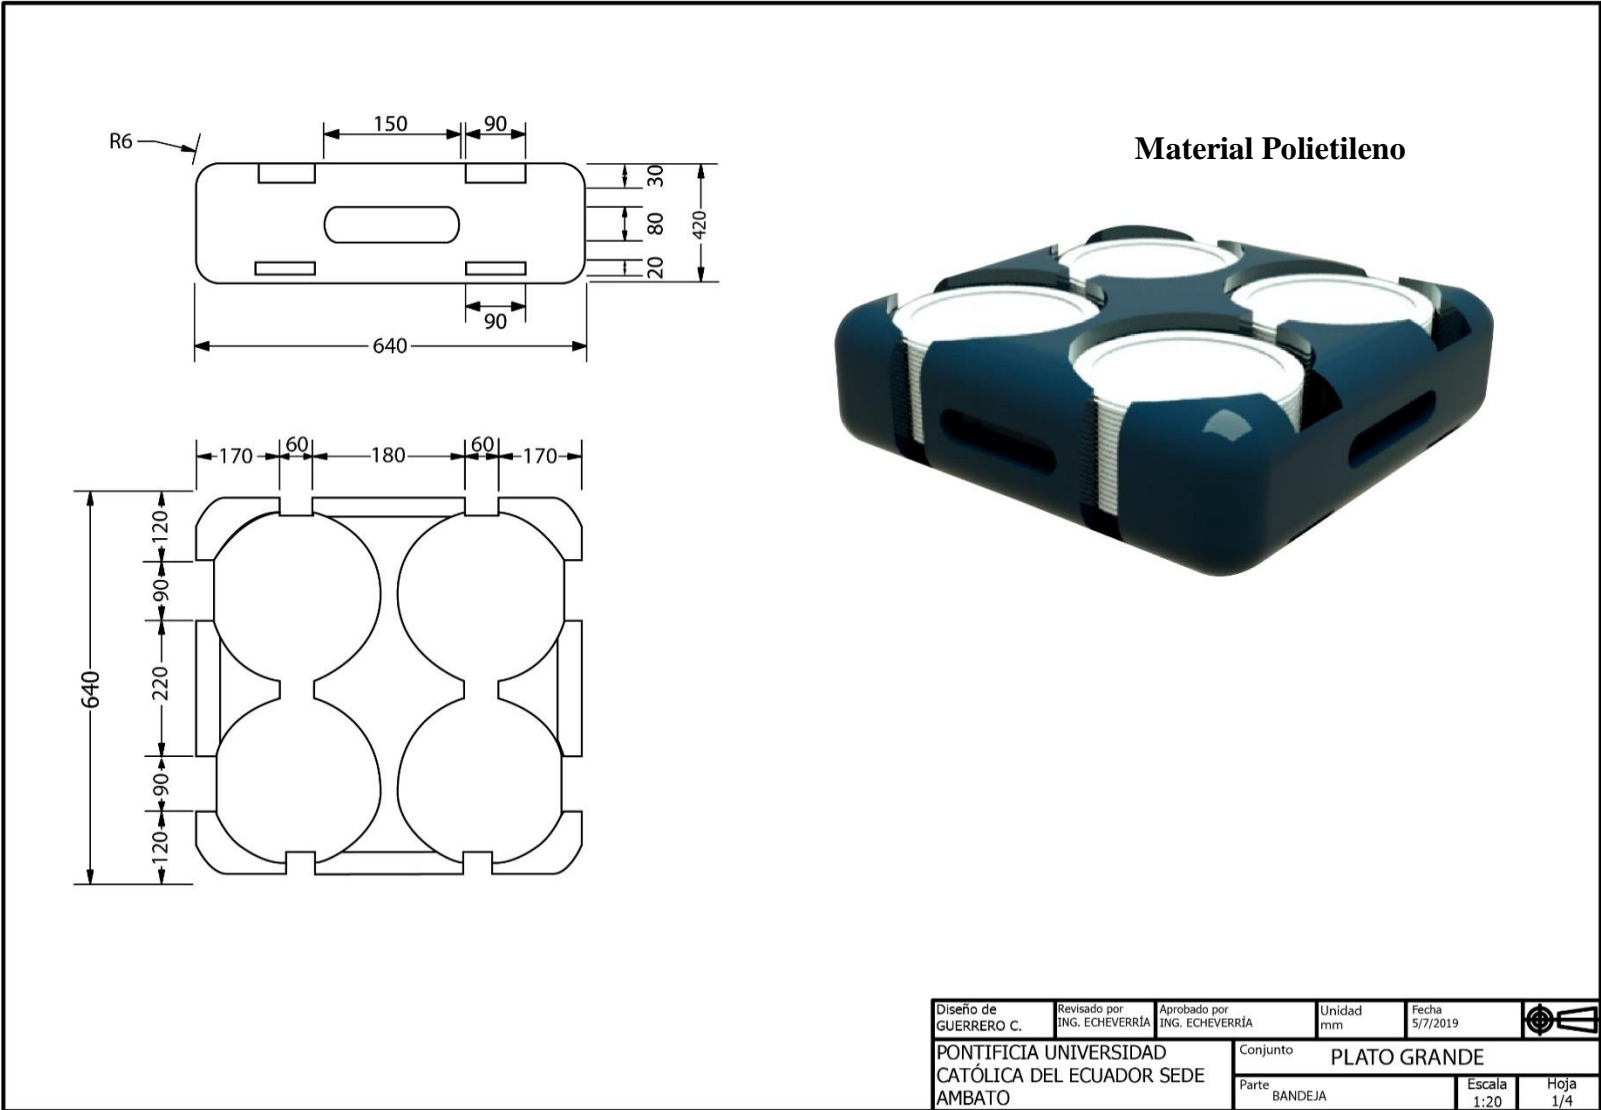 R6
150
90
30
80
20
420
90
640
Material Polietileno
170
60
180
60
170
120
90
220
90
120
640
Diseño de
GUERRERO C.
Revisado por
ING. ECHEVERRÍA
Aprobado por
ING. ECHEVERRÍA
Unidad
mm
Fecha
5/7/2019
PONTIFICIA UNIVERSIDAD
CATÓLICA DEL ECUADOR SEDE
AMBATO
Conjunto
PLATO GRANDE
Parte
BANDEJA
Escala
1:20
Hoja
1/4